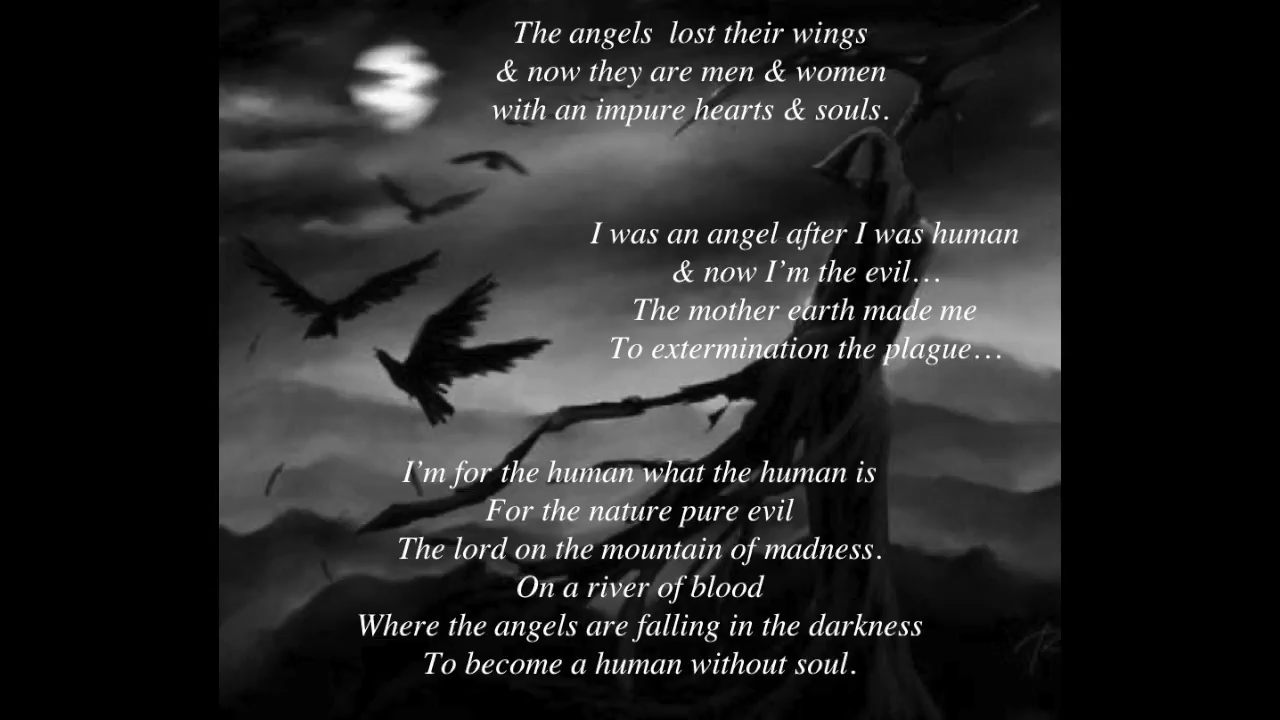 The angels  lost their wings
& now they are men & women
with an impure hearts & souls.
I was an angel after I was human
& now I’m the evil…
The mother earth made me
To extermination the plague…
I’m for the human what the human is
For the nature pure evil
The lord on the mountain of madness.
On a river of blood
Where the angels are falling in the darkness
To become a human without soul.